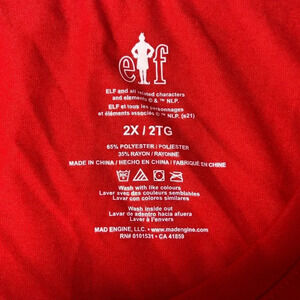 elf
ELF and all related characters
and elements © & ™ NLP.
ELF et tous les personnages
et éléments associés © ™ NLP. (s21)
2X / 2TG
65% POLYESTER / POLIESTER
35% RAYON / RAYONNE
MADE IN CHINA / HECHO EN CHINA / FABRIQUÉ EN CHINE
Wash with like colours
Laver avec des couleurs semblables
Lavar con colores similares
Wash inside out
Lavar de adentro hacia afuera
Laver à l'envers
MAD ENGINE, LLC. • www.madengine.com
RN# 0101531 • CA 41859